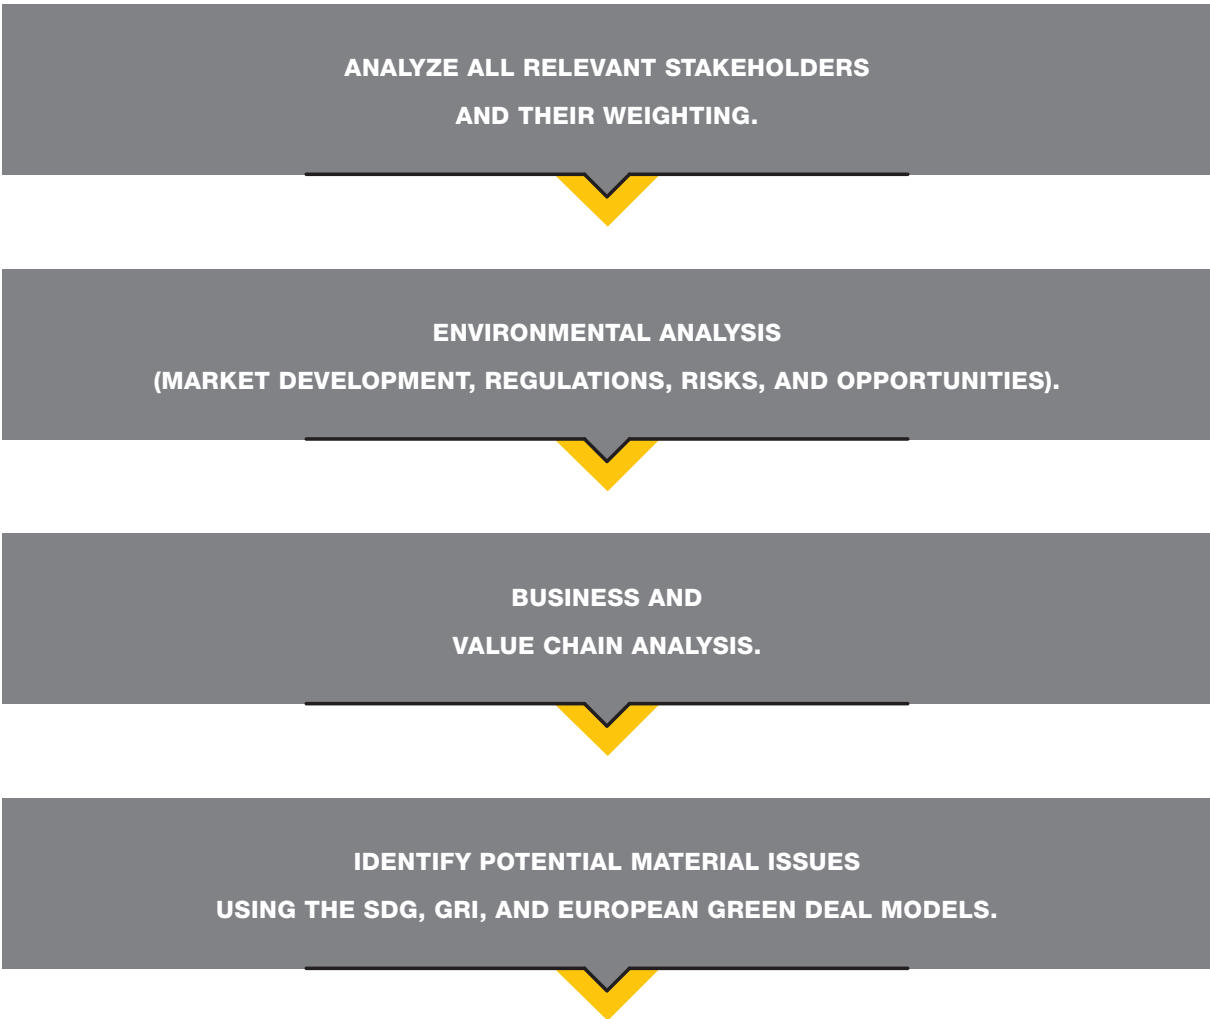 ANALYZE ALL RELEVANT STAKEHOLDERS
AND THEIR WEIGHTING.
ENVIRONMENTAL ANALYSIS
(MARKET DEVELOPMENT, REGULATIONS, RISKS, AND OPPORTUNITIES).
BUSINESS AND
VALUE CHAIN ANALYSIS.
IDENTIFY POTENTIAL MATERIAL ISSUES
USING THE SDG, GRI, AND EUROPEAN GREEN DEAL MODELS.